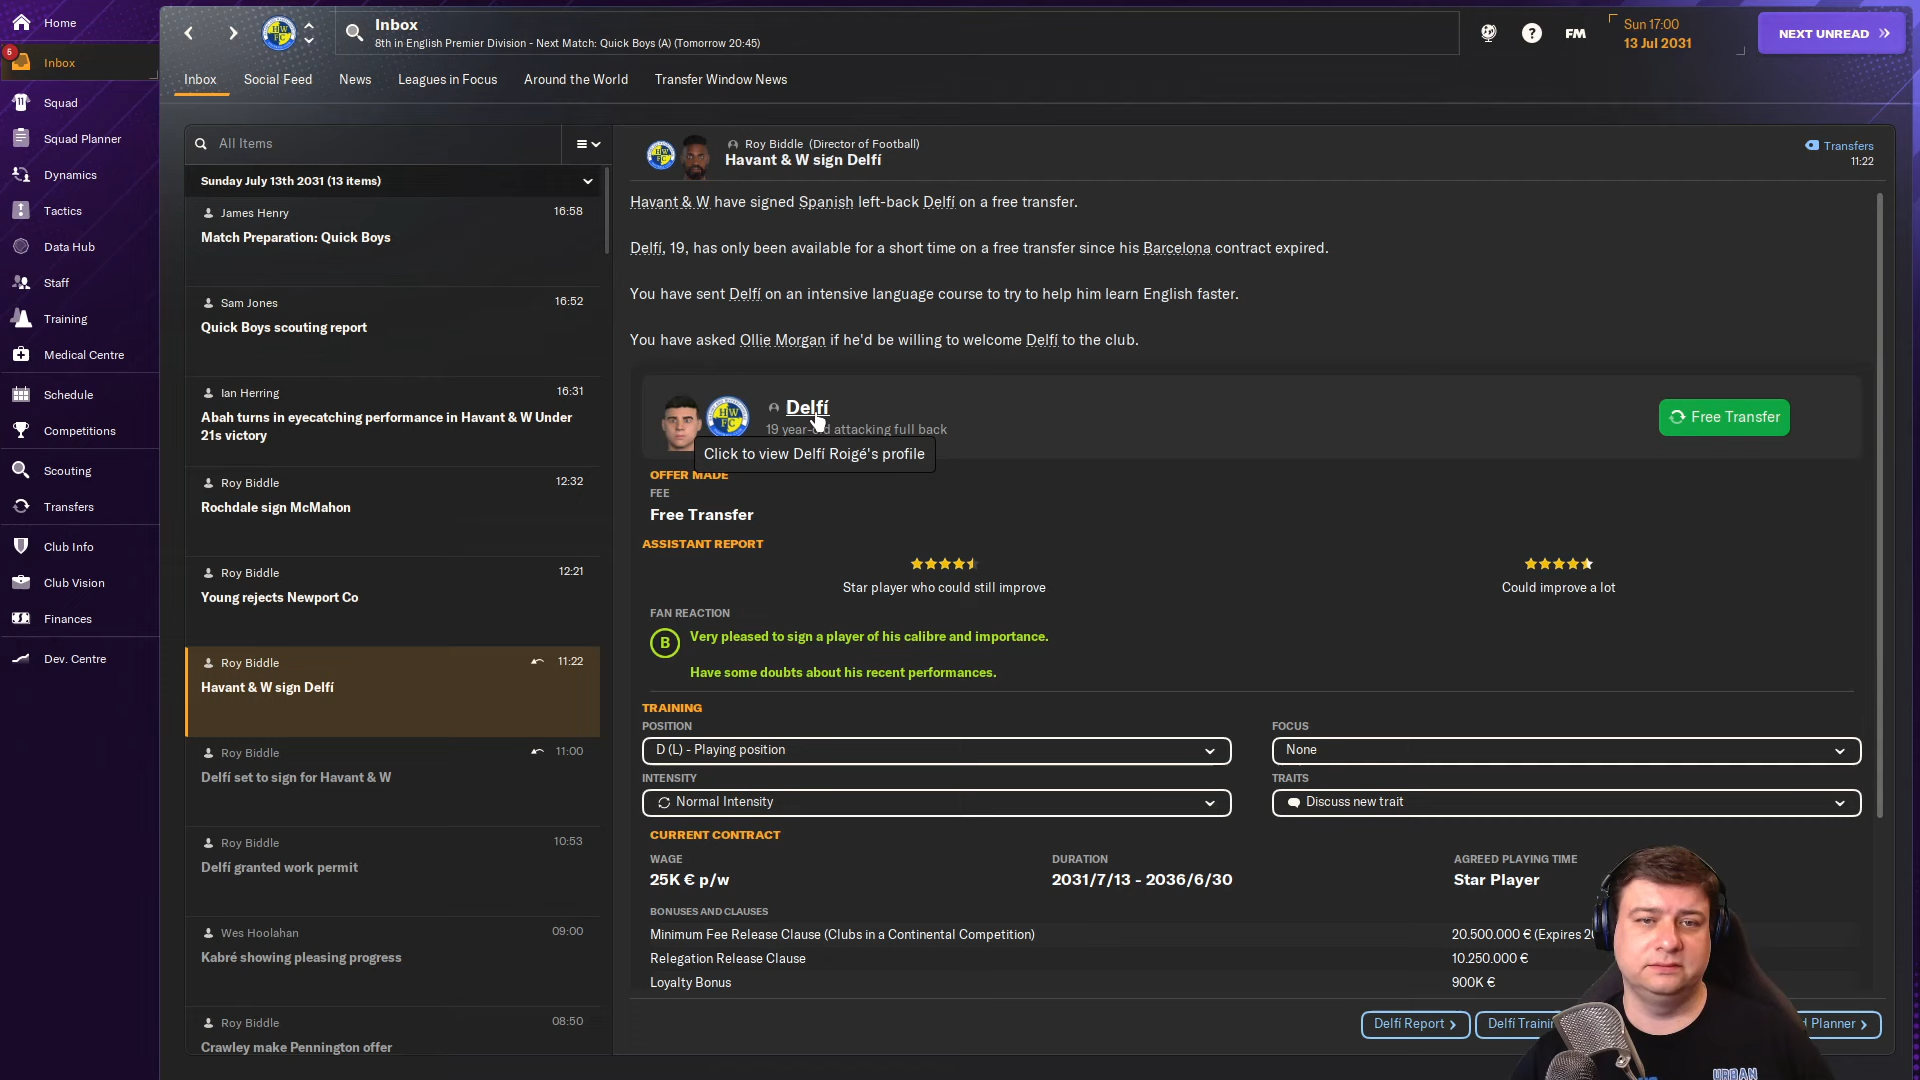 Home
6
Inbox
Squad
Squad Planner
Dynamics
Tactics
Data Hub
Staff
Training
Medical Centre
Schedule
Competitions
Scouting
Transfers
Club Info
Club Vision
Finances
Dev. Centre
Inbox
8th in English Premier Division - Next Match: Quick Boys (A) (Tomorrow 20:45)
FM
Sun 17:00
13 Jul 2031
NEXT UNREAD
Inbox
Social Feed
News
Leagues in Focus
Around the World
Transfer Window News
All Items
Sunday July 13th 2031 (13 items)
James Henry 16:58
Match Preparation: Quick Boys
Sam Jones 16:52
Quick Boys scouting report
Ian Herring 16:31
Abah turns in eyecatching performance in Havant & W Under
21s victory
Roy Biddle 12:32
Rochdale sign McMahon
Roy Biddle 12:21
Young rejects Newport Co
Roy Biddle 11:22
Havant & W sign Delfí
Roy Biddle 11:00
Delfí set to sign for Havant & W
Roy Biddle 10:53
Delfí granted work permit
Wes Hoolahan 09:00
Kabré showing pleasing progress
Roy Biddle 08:50
Crawley make Pennington offer
Roy Biddle (Director of Football)
Havant & W sign Delfí
Transfers
11:22
Havant & W have signed Spanish left-back Delfí on a free transfer.
Delfí, 19, has only been available for a short time on a free transfer since his Barcelona contract expired.
You have sent Delfí on an intensive language course to try to help him learn English faster.
You have asked Ollie Morgan if he'd be willing to welcome Delfí to the club.
Delfí
19 year-old attacking full back
Click to view Delfí Roigé's profile
Free Transfer
OFFER MADE
FEE
Free Transfer
ASSISTANT REPORT
Star player who could still improve
Could improve a lot
FAN REACTION
B
Very pleased to sign a player of his calibre and importance.
Have some doubts about his recent performances.
TRAINING
POSITION
D (L) - Playing position
FOCUS
None
INTENSITY
Normal Intensity
TRAITS
Discuss new trait
CURRENT CONTRACT
WAGE
25K € p/w
DURATION
2031/7/13 - 2036/6/30
AGREED PLAYING TIME
Star Player
BONUSES AND CLAUSES
Minimum Fee Release Clause (Clubs in a Continental Competition) 20.500.000 € (Expires
Relegation Release Clause 10.250.000 €
Loyalty Bonus 900K €
Delfí Report
Delfí
Planner
URBAN